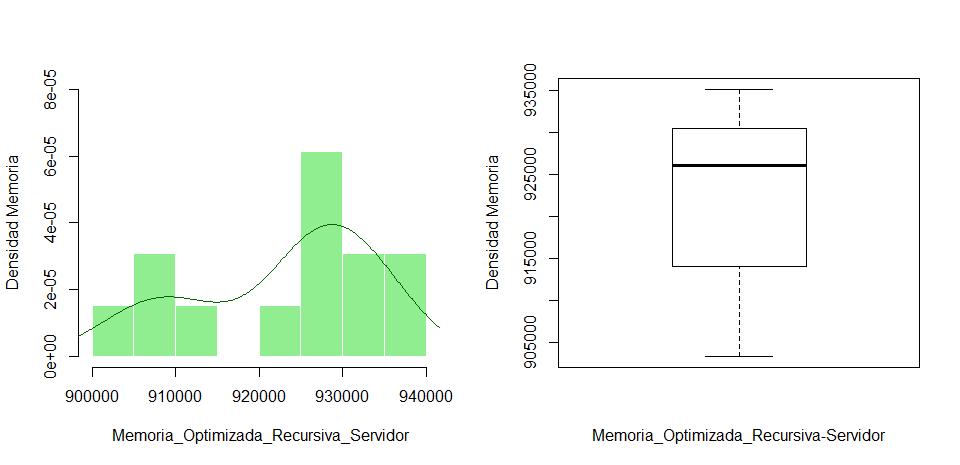 Densidad Memoria
8e-05
6e-05
4e-05
2e-05
0e+00
900000 910000 920000 930000 940000
Memoria_Optimizada_Recursiva_Servidor
Densidad Memoria
935000
925000
915000
905000
Memoria_Optimizada_Recursiva-Servidor